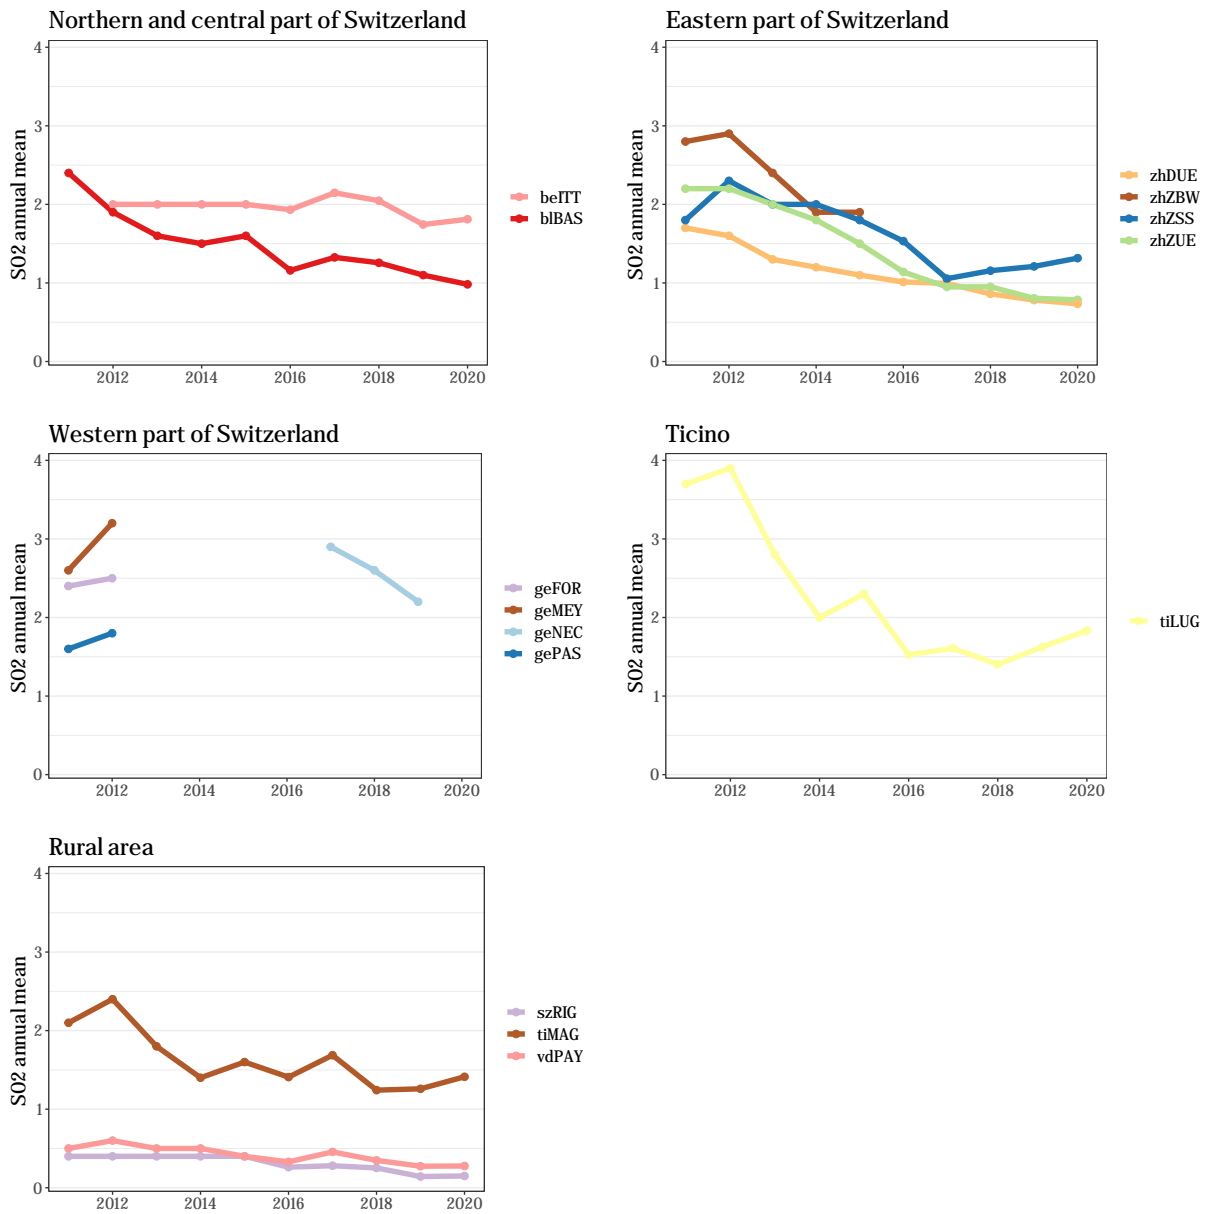 Northern and central part of Switzerland
SO2 annual mean
4
3
2
1
0
2012 2014 2016 2018 2020
beITT
blBAS
Eastern part of Switzerland
SO2 annual mean
4
3
2
1
0
2012 2014 2016 2018 2020
zhDUE
zhZBW
zhZSS
zhZUE
Western part of Switzerland
SO2 annual mean
4
3
2
1
0
2012 2014 2016 2018 2020
geFOR
geMEY
geNEC
gePAS
Ticino
SO2 annual mean
4
3
2
1
0
2012 2014 2016 2018 2020
tiLUG
Rural area
SO2 annual mean
4
3
2
1
0
2012 2014 2016 2018 2020
szRIG
tiMAG
vdPAY